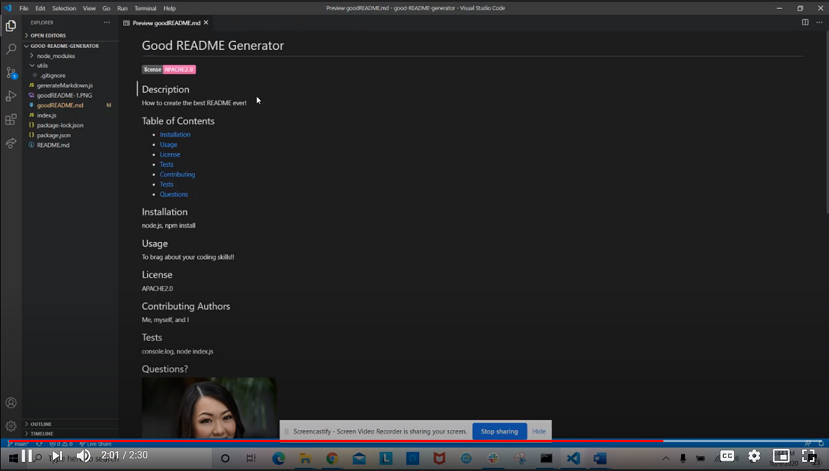 File Edit Selection View Go Run Terminal Help
Preview goodREADME.md - good-README-generator - Visual Studio Code
EXPLORER
Preview goodREADME.md
OPEN EDITORS
GOOD-README-GENERATOR
node_modules
utils
.gitignore
generateMarkdown.js
goodREADME-1.PNG
goodREADME.md M
index.js
package-lock.json
package.json
README.md
OUTLINE
TIMELINE
Good README Generator
license APACHE2.0
Description
How to create the best README ever!
Table of Contents
Installation
Usage
License
Tests
Contributing
Tests
Questions
Installation
node.js, npm install
Usage
To brag about your coding skills!!
License
APACHE2.0
Contributing Authors
Me, myself, and I
Tests
console.log, node index.js
Questions?
Screencastify - Screen Video Recorder is sharing your screen.
Stop sharing
Hide
main*
Live Share
2:01 / 2:30
CC